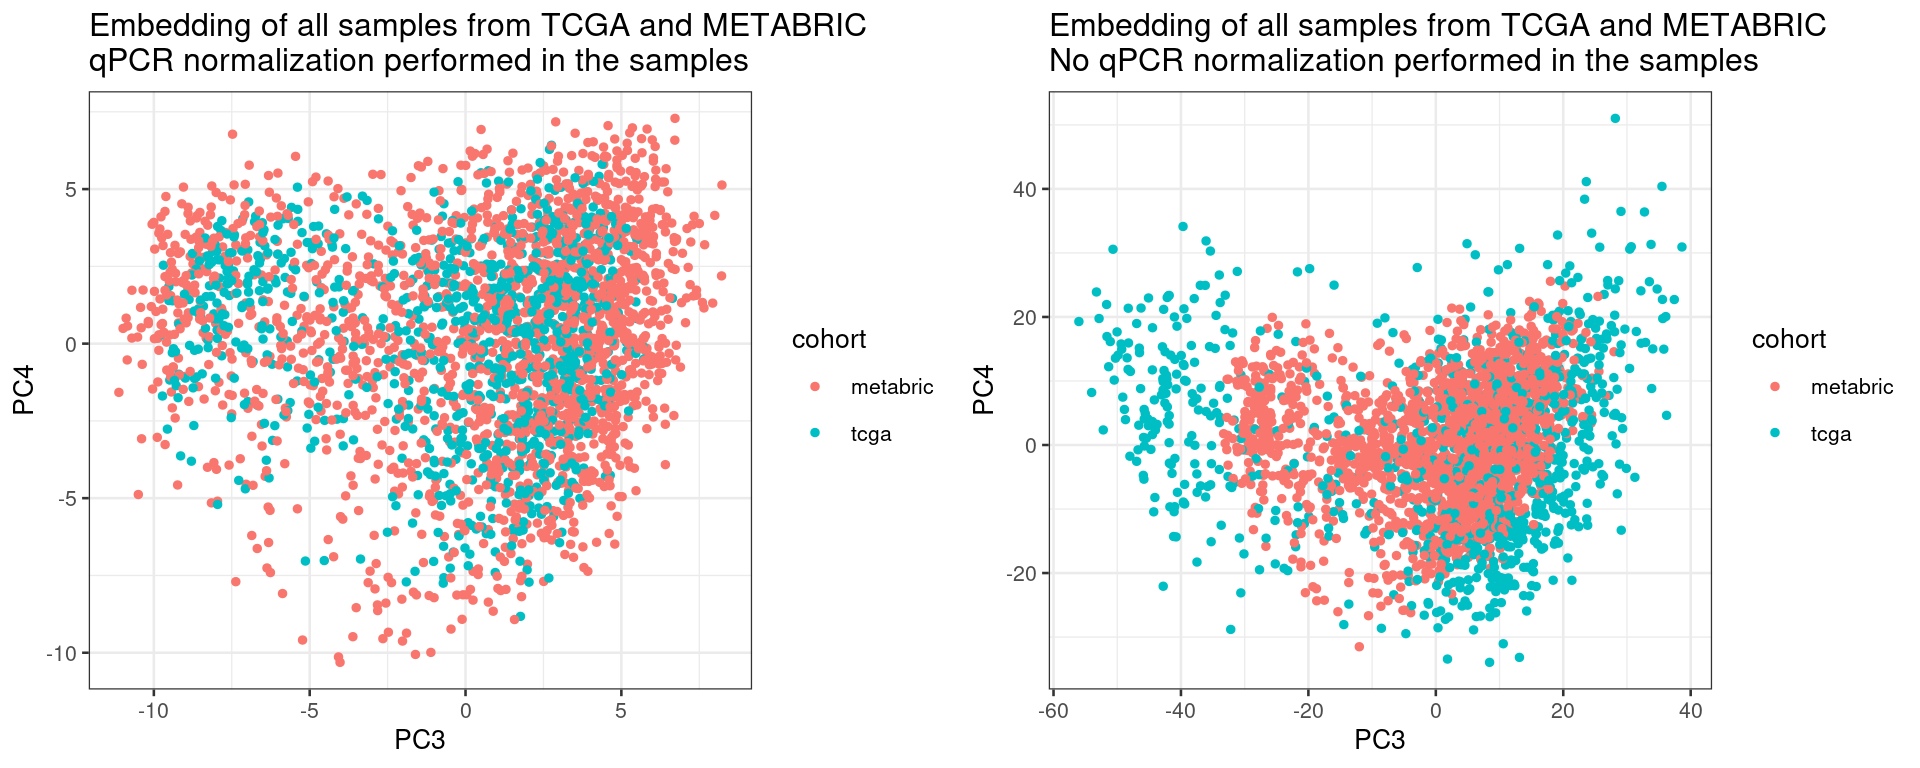 Embedding of all samples from TCGA and METABRIC
qPCR normalization performed in the samples
5
0
-5
-10
PC4
-10 -5 0 5
PC3
cohort
metabric
tcga
Embedding of all samples from TCGA and METABRIC
No qPCR normalization performed in the samples
40
20
0
-20
PC4
-60 -40 -20 0 20 40
PC3
cohort
metabric
tcga